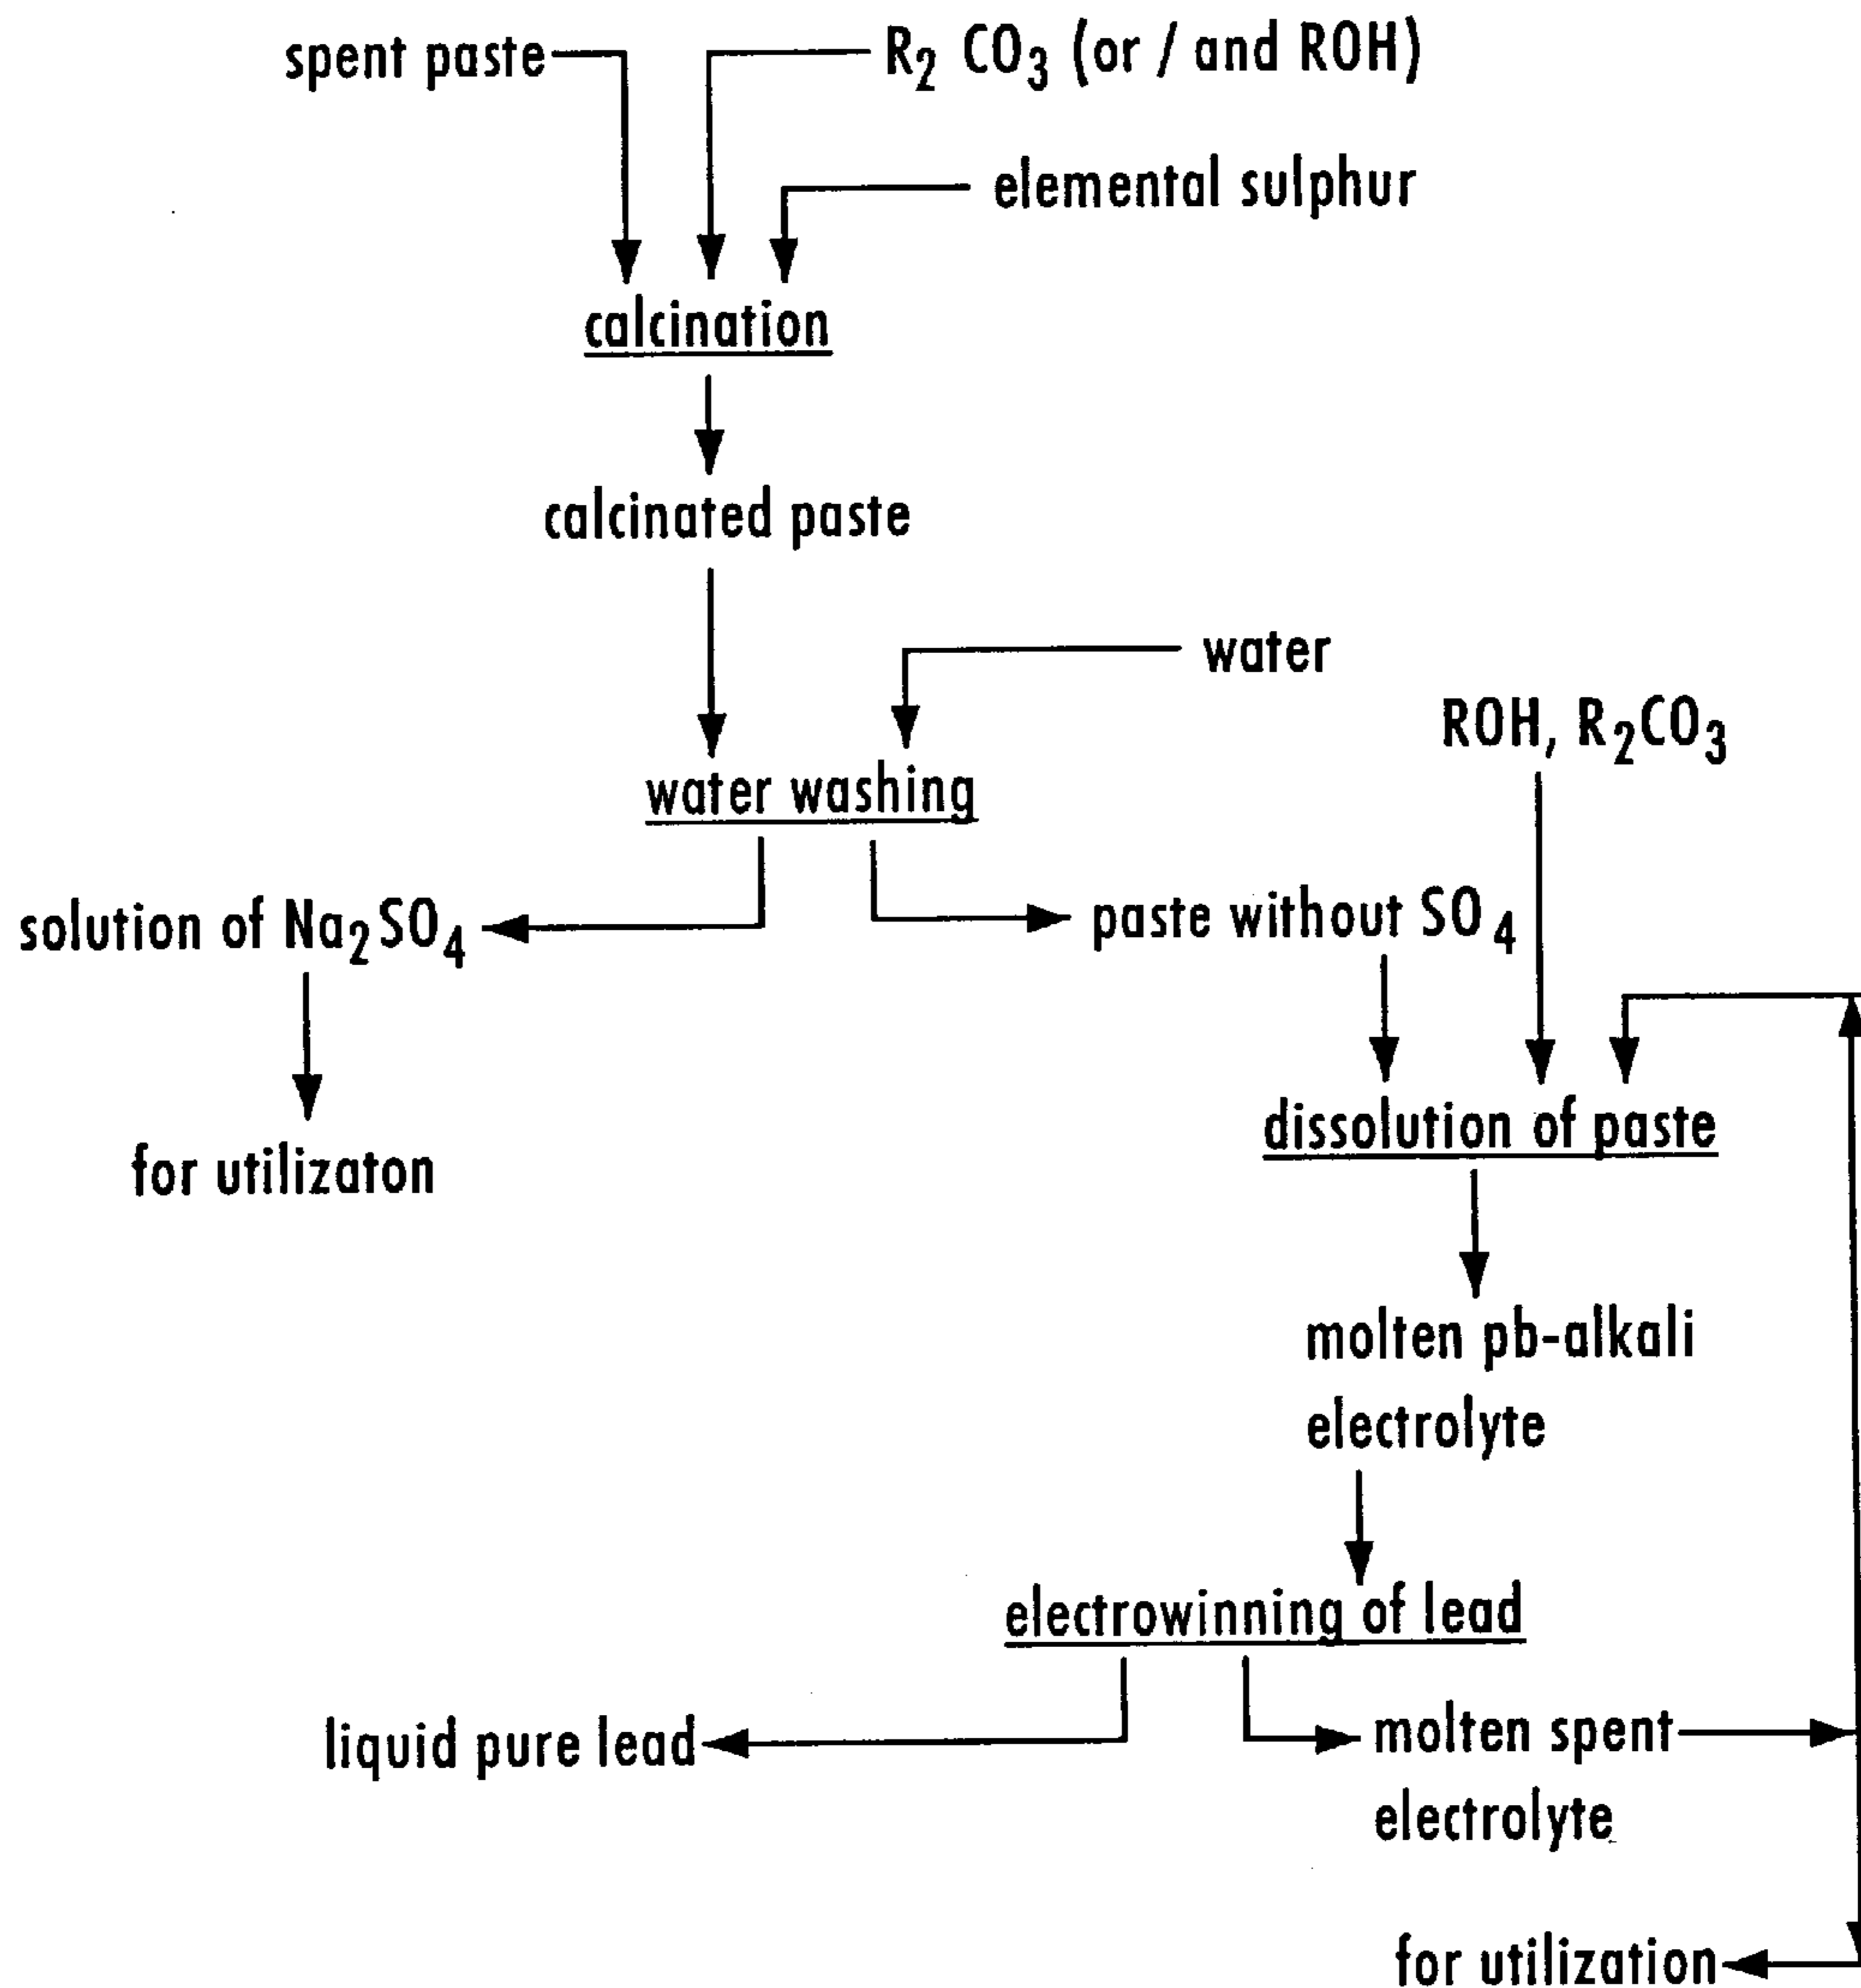 spent paste
R2 CO3 (or / and ROH)
elemental sulphur
calcination
calcinated paste
water
ROH, R2CO3
water washing
solution of Na2SO4
paste without SO4
dissolution of paste
for utilizaton
molten pb-alkali
electrolyte
electrowinning of lead
liquid pure lead
molten spent
electrolyte
for utilization